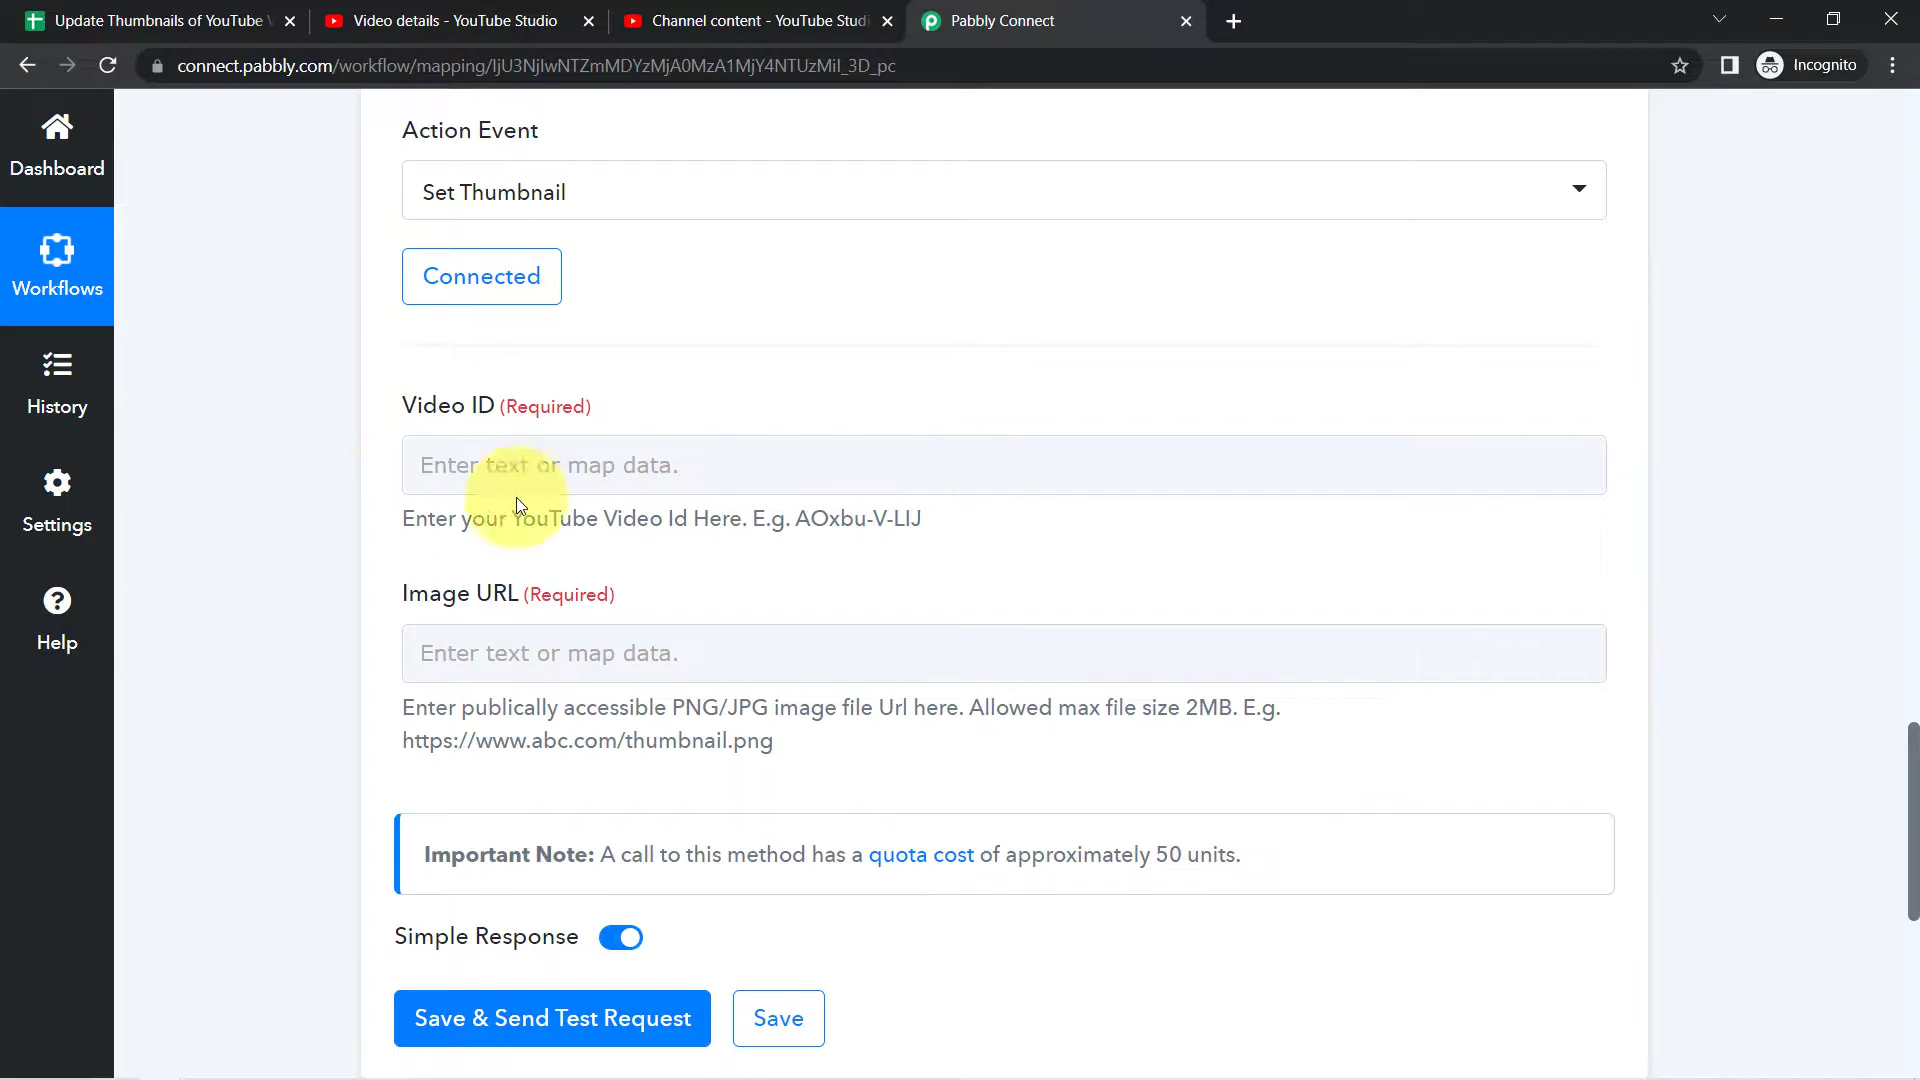 Update Thumbnails of YouTube
Video details - YouTube Studio
Channel content - YouTube Studi
Pabbly Connect
connect.pabbly.com/workflow/mapping/IjU3NjIwNTZmMDYzMjA0MzA1MjY4NTUzMiI_3D_pc
Incognito
Dashboard
Workflows
History
Settings
Help
Action Event
Set Thumbnail
Connected
Video ID (Required)
Enter text or map data.
Enter your YouTube Video Id Here. E.g. AOxbu-V-LIJ
Image URL (Required)
Enter text or map data.
Enter publically accessible PNG/JPG image file Url here. Allowed max file size 2MB. E.g.
https://www.abc.com/thumbnail.png
Important Note: A call to this method has a quota cost of approximately 50 units.
Simple Response
Save & Send Test Request
Save